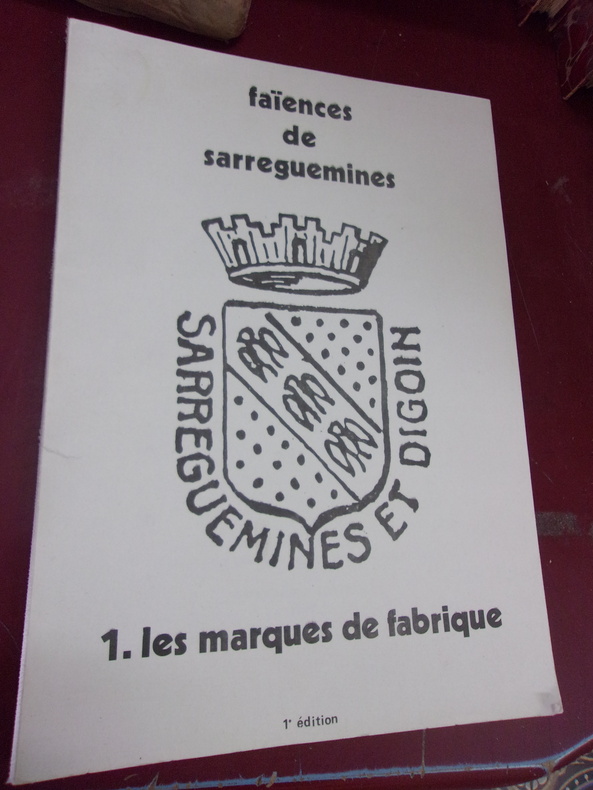 faïences
de
sarreguemines
SARREGUEMINES ET DIGOIN
1. les marques de fabrique
1e édition